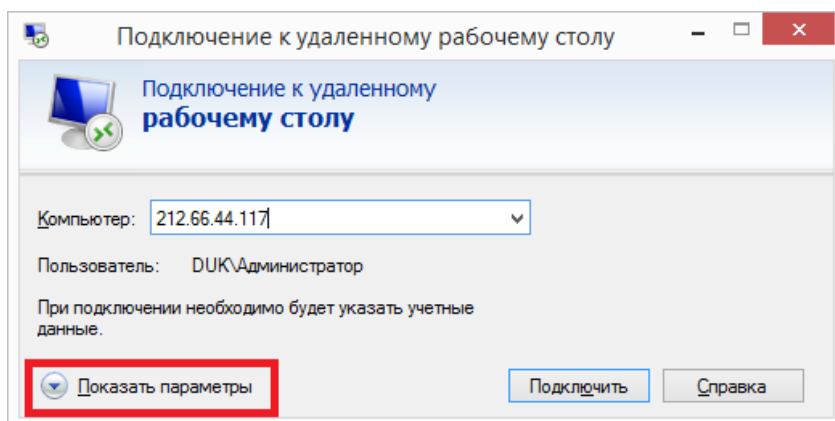 Подключение к удаленному рабочему столу
Подключение к удаленному
рабочему столу
Компьютер: 212.66.44.117
Пользователь: DUK\Администратор
При подключении необходимо будет указать учетные
данные.
Показать параметры Подключить Справка